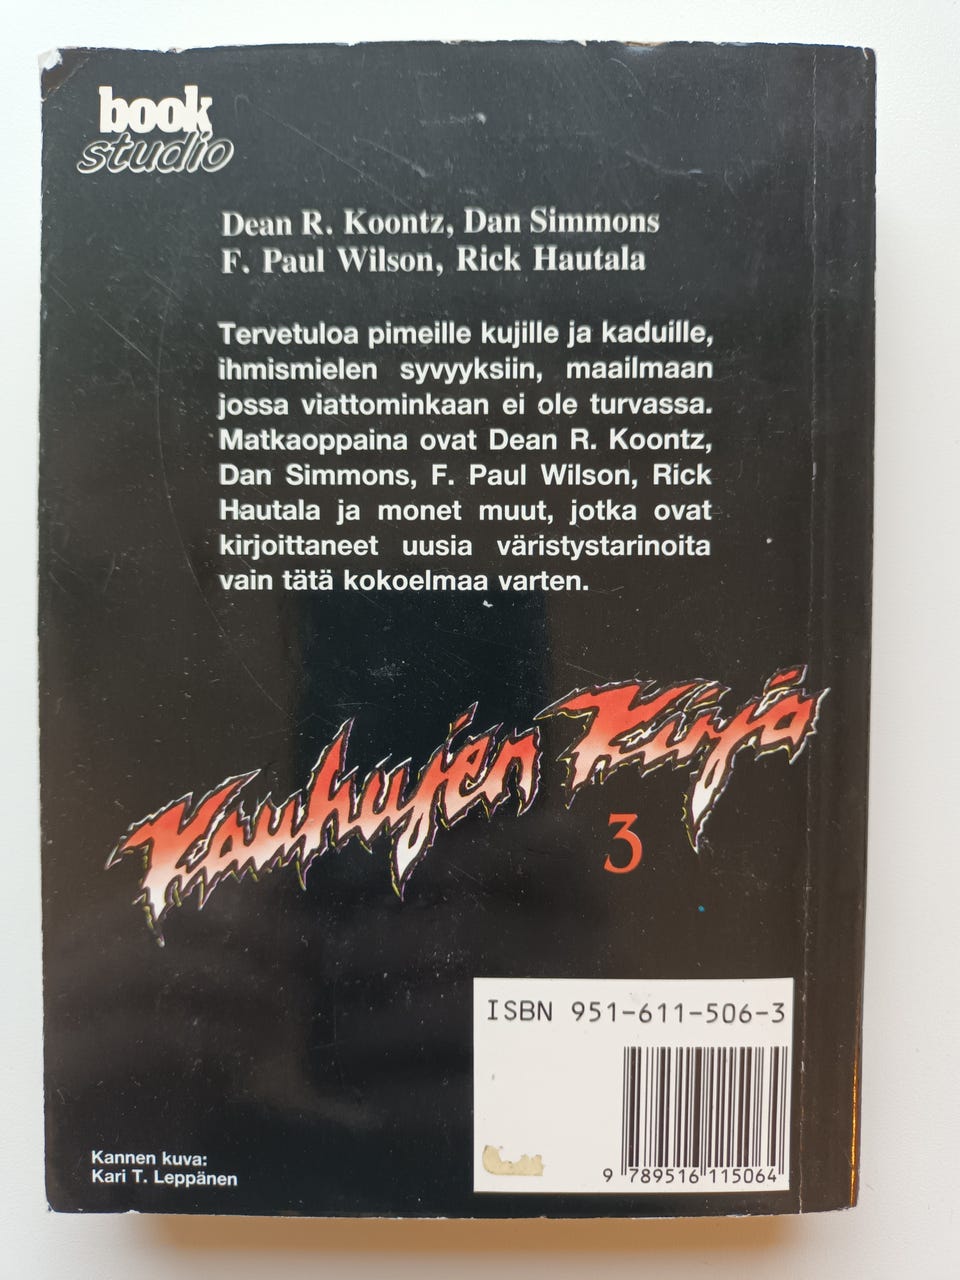 book
studio
Dean R. Koontz, Dan Simmons
F. Paul Wilson, Rick Hautala
Tervetuloa pimeille kujille ja kaduille,
ihmismielen syvyyksiin, maailmaan
jossa viattominkaan ei ole turvassa.
Matkaoppaina ovat Dean R. Koontz,
Dan Simmons, F. Paul Wilson, Rick
Hautala ja monet muut, jotka ovat
kirjoittaneet uusia väristystarinoita
vain tätä kokoelmaa varten.
Kauhujen Kirja
3
ISBN 951-611-506-3
9 789516 115064
Kannen kuva:
Kari T. Leppänen